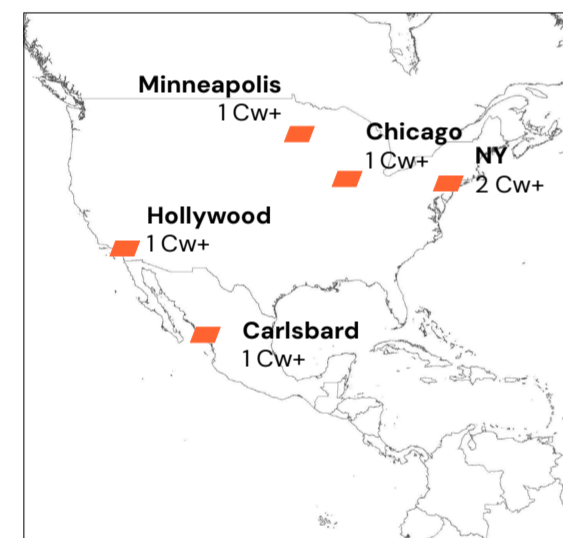 Minneapolis
1 Cw+
Chicago
1 Cw+
NY
2 Cw+
Hollywood
1 Cw+
Carlsbard
1 Cw+